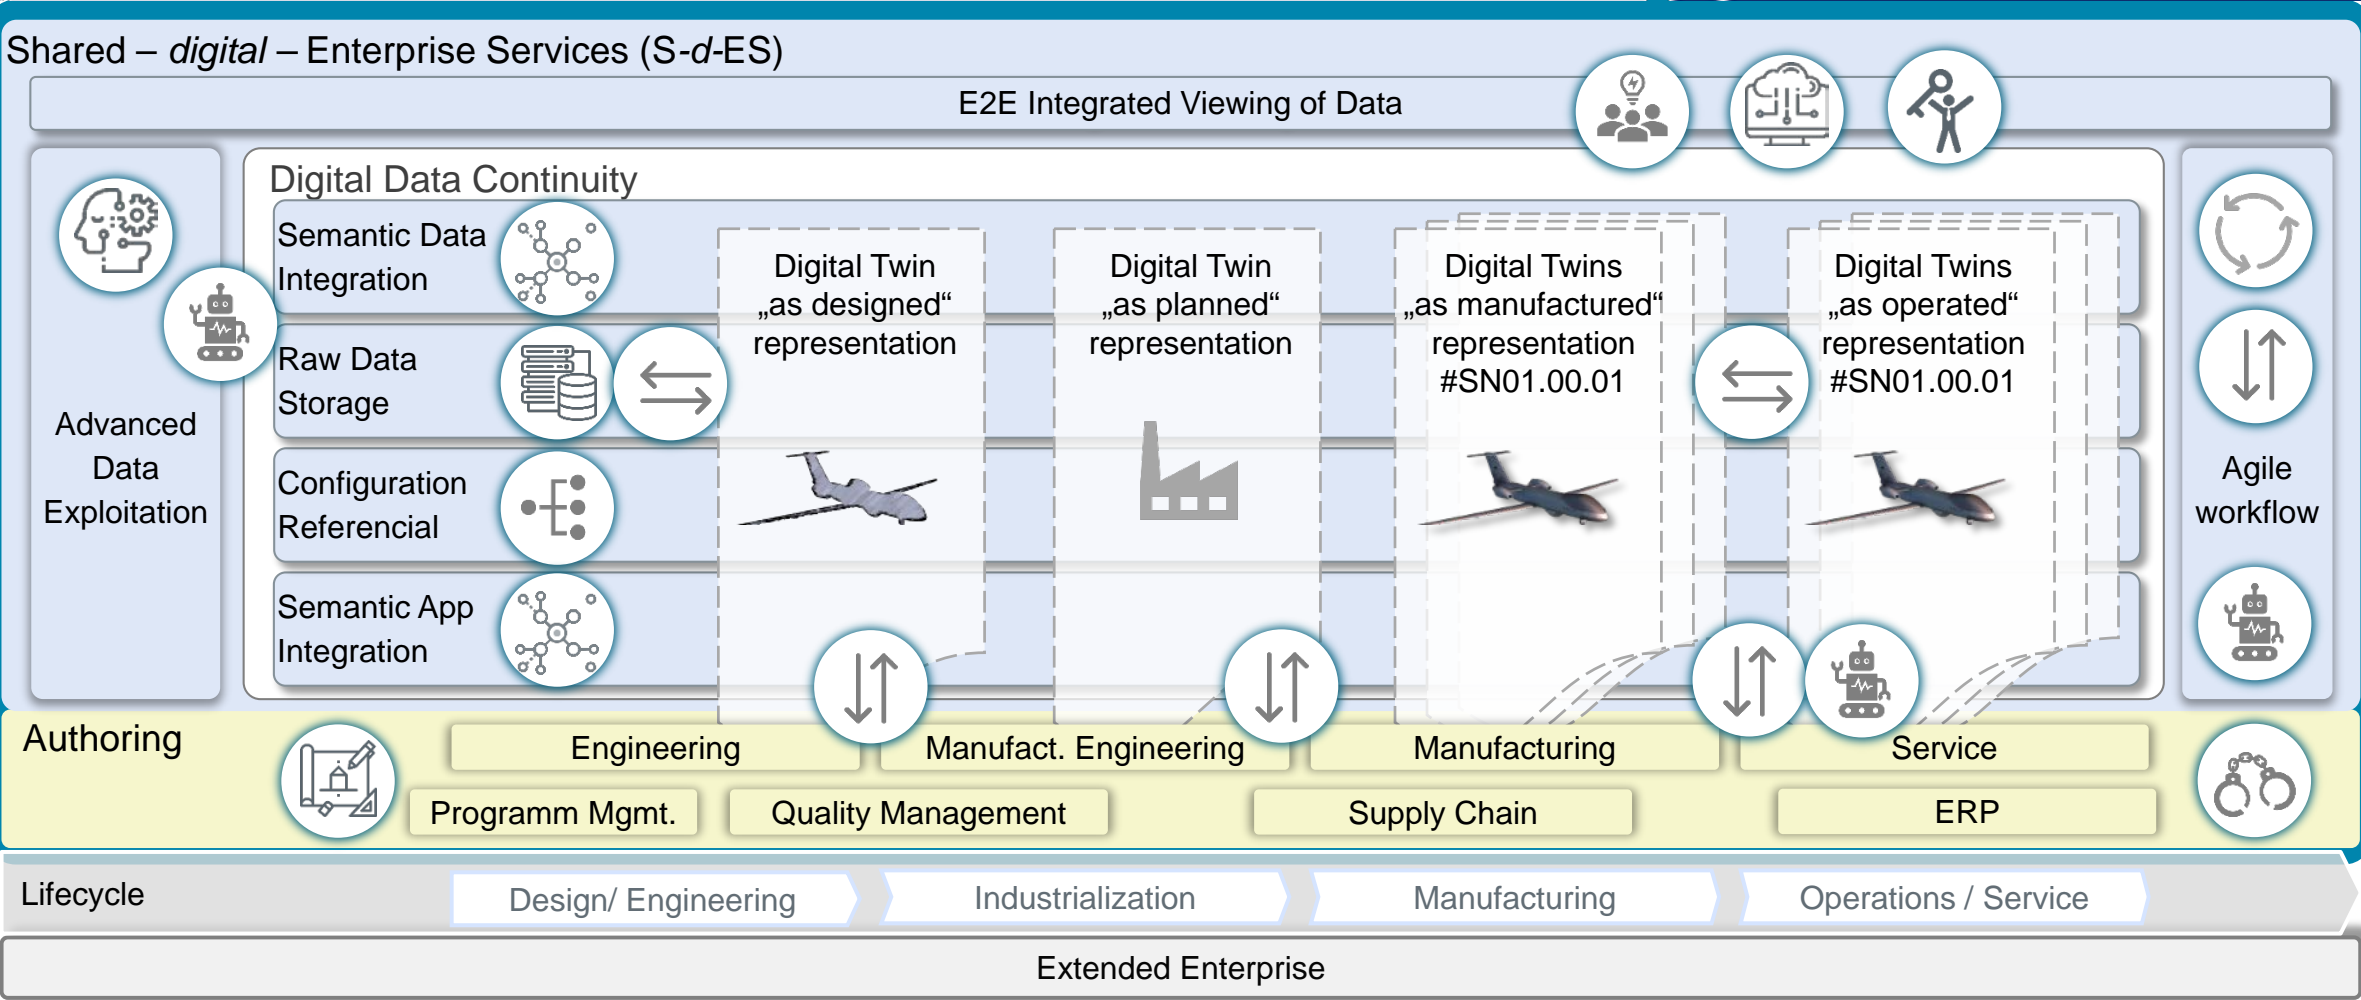 Shared – digital – Enterprise Services (S-d-ES)
E2E Integrated Viewing of Data
Digital Data Continuity
Advanced
Data
Exploitation
Semantic Data
Integration
Raw Data
Storage
Configuration
Referencial
Semantic App
Integration
Digital Twin
„as designed“
representation
Digital Twin
„as planned“
representation
Digital Twins
„as manufactured“
representation
#SN01.00.01
Digital Twins
„as operated“
representation
#SN01.00.01
Agile
workflow
Authoring
Engineering
Manufact. Engineering
Manufacturing
Service
Programm Mgmt.
Quality Management
Supply Chain
ERP
Lifecycle
Design/ Engineering
Industrialization
Manufacturing
Operations / Service
Extended Enterprise